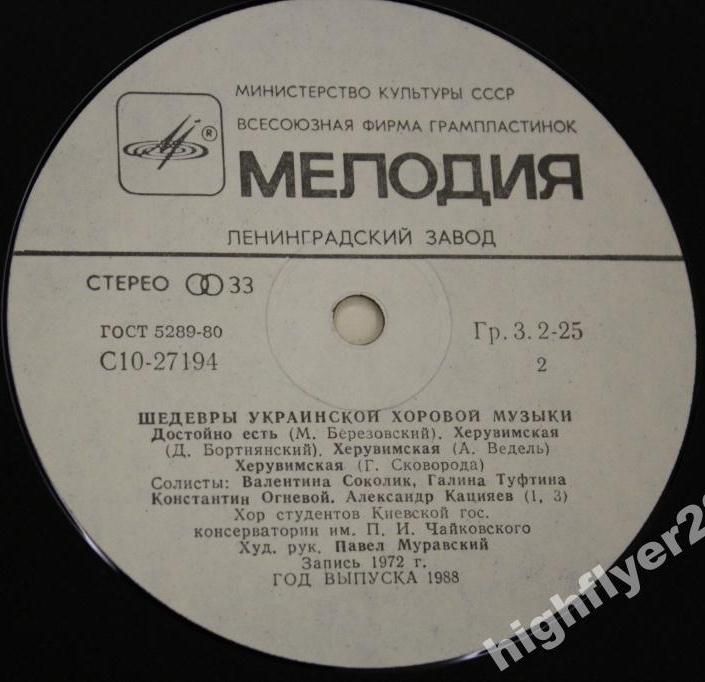 МИНИСТЕРСТВО КУЛЬТУРЫ СССР
ВСЕСОЮЗНАЯ ФИРМА ГРАМПЛАСТИНОК
®
МЕЛОДИЯ
ЛЕНИНГРАДСКИЙ ЗАВОД
СТЕРЕО 33
ГОСТ 5289-80
Гр. 3. 2-25
С10-27194
2
ШЕДЕВРЫ УКРАИНСКОЙ ХОРОВОЙ МУЗЫКИ
Достойно есть (М. Березовский). Херувимская
(Д. Бортнянский). Херувимская (А. Ведель)
Херувимская (Г. Сковорода)
Солисты: Валентина Соколик, Галина Туфтина
Константин Огневой. Александр Кацияев (1, 3)
Хор студентов Киевской гос.
консерватории им. П. И. Чайковского
Худ. рук. Павел Муравский
Запись 1972 г.
ГОД ВЫПУСКА 1988
highflyer2